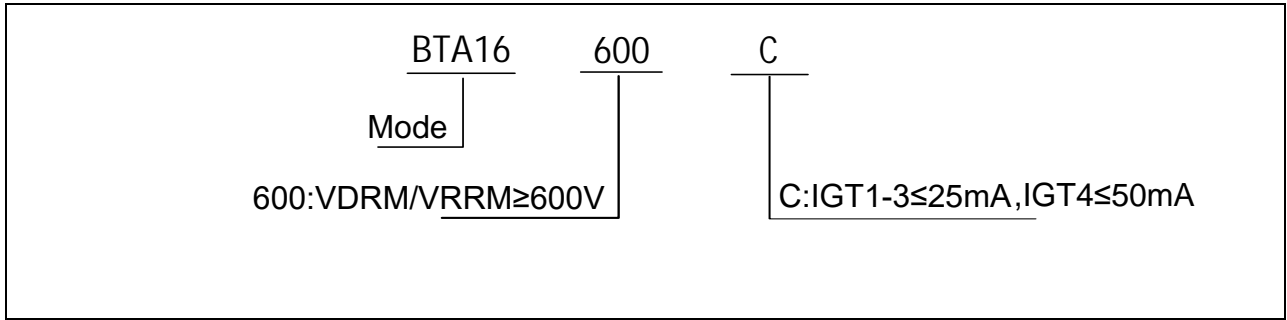 BTA16 600 C
Mode
600:VDRM/VRRM≥600V C:IGT1-3≤25mA,IGT4≤50mA